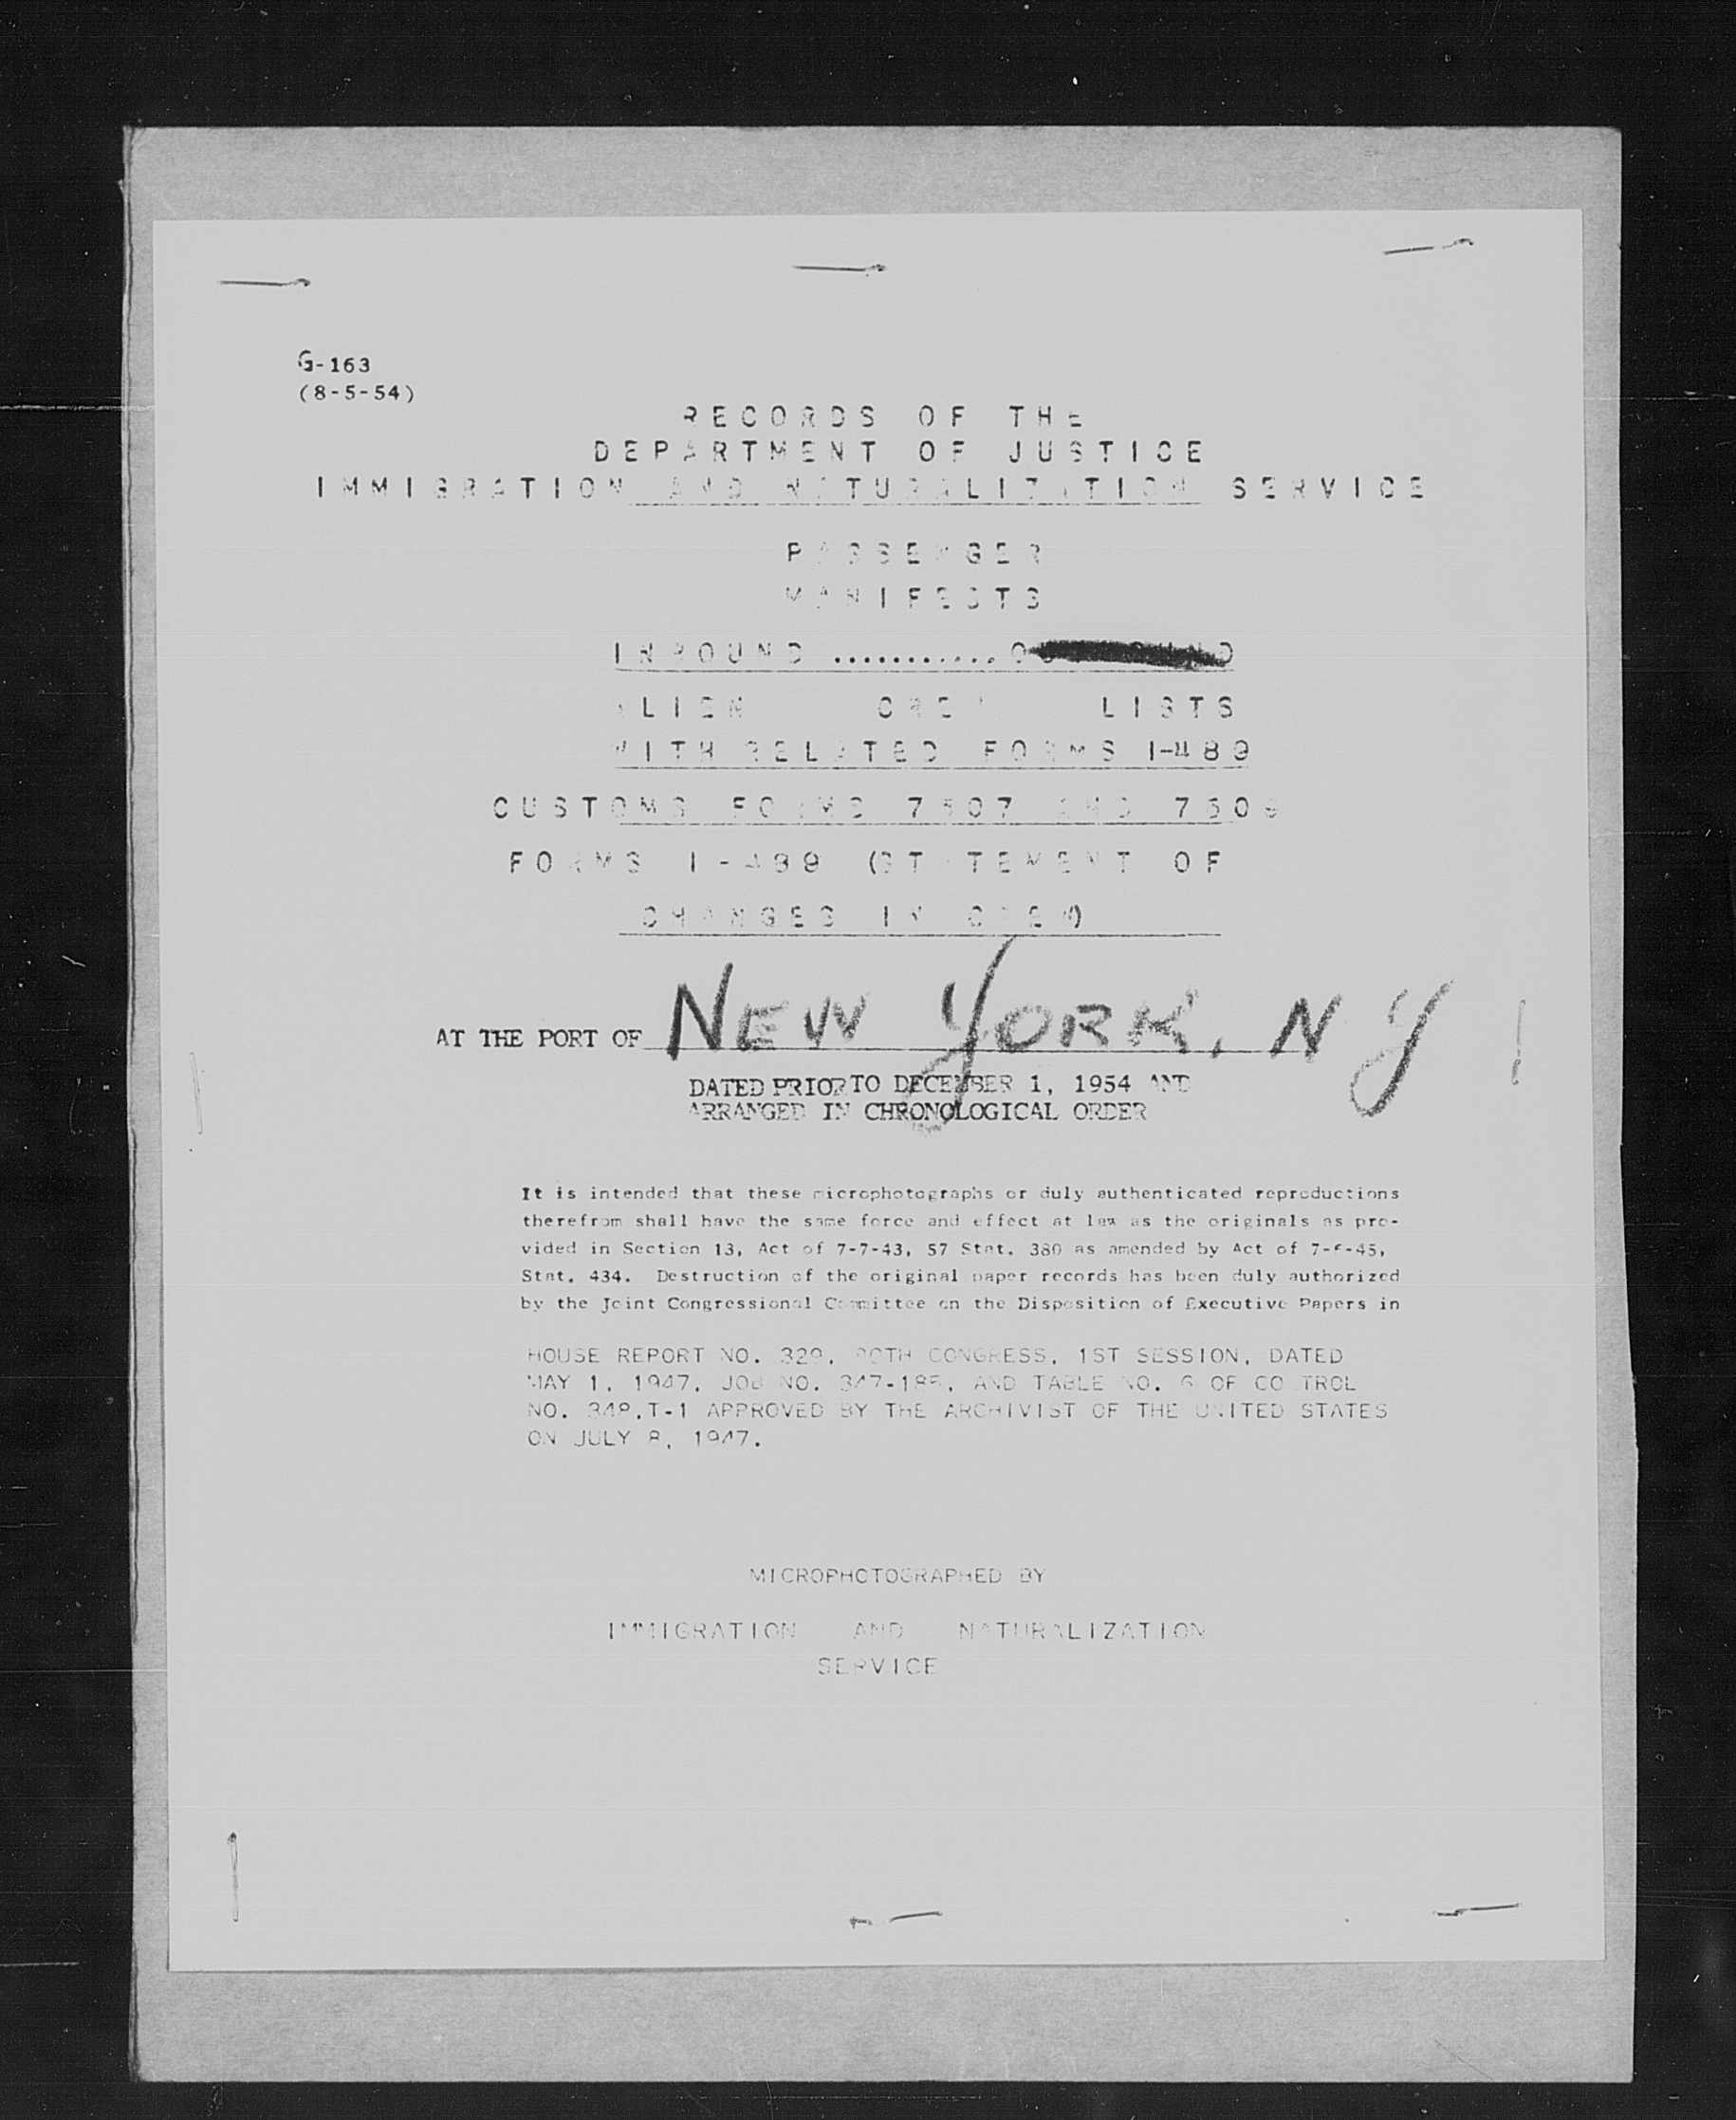 G-163
(8-5-54)
RECORDS OF THE
DEPARTMENT OF JUSTICE
IMMIGRATION AND NATURALIZATION SERVICE
PASSENGER
MANIFESTS
INBOUND ...........
ALIEN CREW LISTS
WITH RELATED FORMS I-489
CUSTOMS FORMS 7507 AND
FORMS I-489 (STATEMENT OF
CHANGES IN CREW)
AT THE PORT OF NEW YORK, NY
DATED PRIOR TO DECEMBER 1, 1954 AND
ARRANGED IN CHRONOLOGICAL ORDER
It is intended that these microphotographs or duly authenticated reproductions
therefrom shall have the same force and effect at law as the originals as pro-
vided in Section 13, Act of 7-7-43, 57 Stat. 380 as amended by Act of
Stat. 434. Destruction of the original paper records has been duly authorized
by the Joint Congressional Committee on the Disposition of Executive Papers in
HOUSE REPORT NO. 329, 80TH CONGRESS, 1ST SESSION, DATED
MAY 1, 1947, JOB NO. 347-185, AND TABLE NO. 6 OF CONTROL
NO. 348,T-1 APPROVED BY THE ARCHIVIST OF THE UNITED STATES
ON JULY 8, 1947.
MICROPHOTOGRAPHED BY
IMMIGRATION AND NATURALIZATION
SERVICE